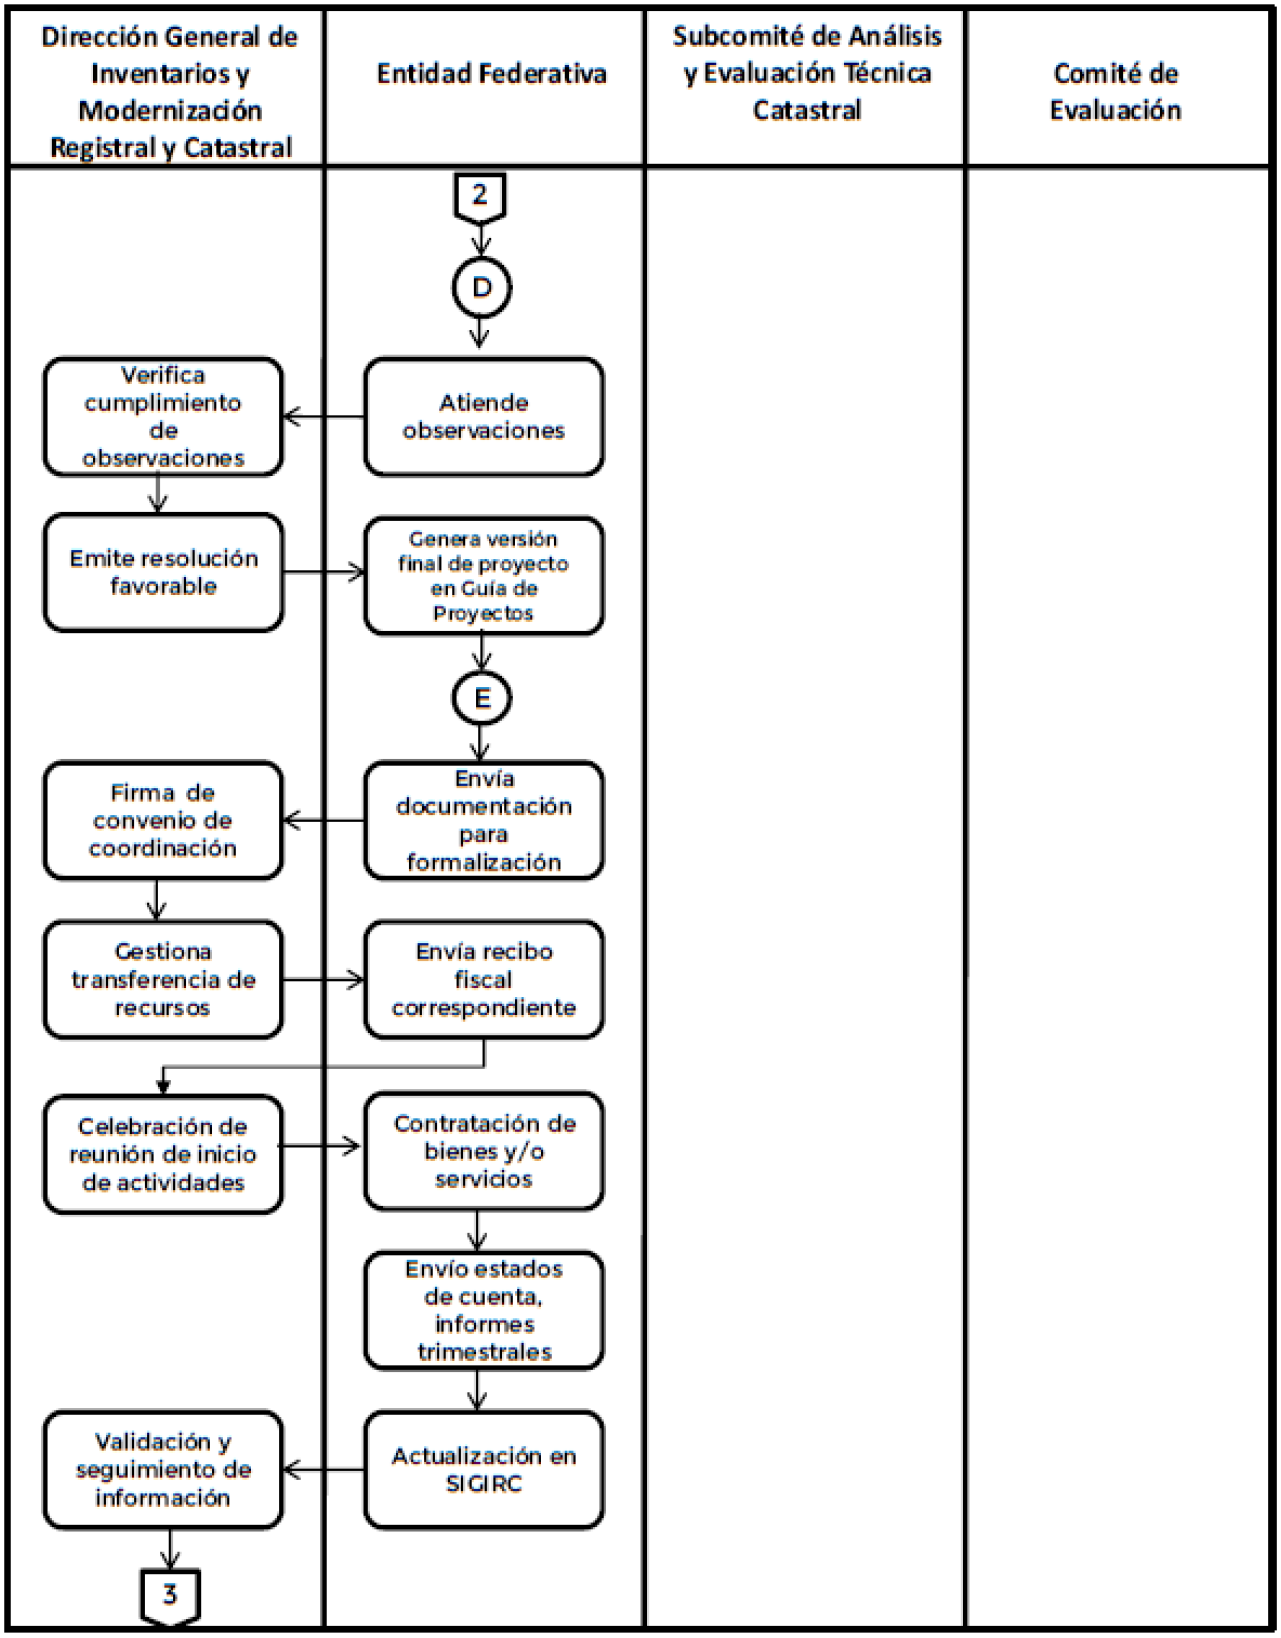 Dirección General de
Inventarios y
Modernización
Registral y Catastral
Entidad Federativa
Subcomité de Análisis
y Evaluación Técnica
Catastral
Comité de
Evaluación
2
D
Atiende
observaciones
Verifica
cumplimiento
de
observaciones
Emite resolución
favorable
Genera versión
final de proyecto
en Guía de
Proyectos
E
Envía
documentación
para
formalización
Firma de
convenio de
coordinación
Gestiona
transferencia de
recursos
Envía recibo
fiscal
correspondiente
Celebración de
reunión de inicio
de actividades
Contratación de
bienes y/o
servicios
Envío estados
de cuenta,
informes
trimestrales
Actualización en
SIGIRC
Validación y
seguimiento de
información
3